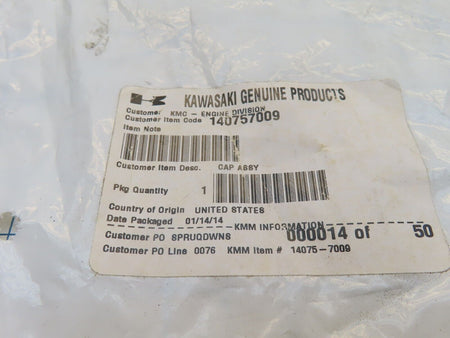 KAWASAKI GENUINE PRODUCTS
Customer KMC - ENGINE DIVISION
Customer Item Code 140757009
Item Note
Customer Item Desc. CAP ASSY
Pkg Quantity 1
Country of Origin UNITED STATES
Date Packaged 01/14/14
KMM INFORMATION
Customer PO SPRUQDWNS 000014 of 50
Customer PO Line 0076 KMM Item # 14075-7009